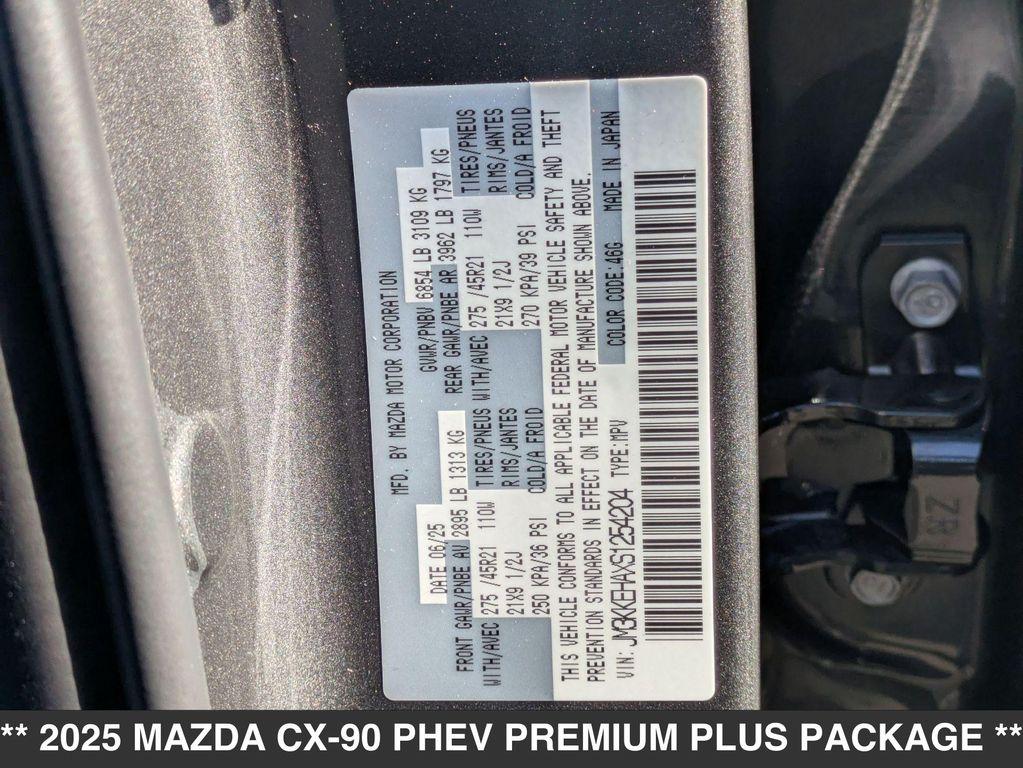 MFD. BY MAZDA MOTOR CORPORATION
DATE:06/25 GVWR/PNBV 6854 LB 3109 KG
FRONT GAWR/PNBE AV 2895 LB 1313 KG REAR GAWR/PNBE AR 3962 LB 1797 KG
WITH/AVEC 275 /45R21 110W TIRES/PNEUS WITH/AVEC 275 /45R21 110W TIRES/PNEUS
21X9 1/2J RIMS/JANTES 21X9 1/2J RIMS/JANTES
250 KPA/36 PSI COLD/A FROID 270 KPA/39 PSI COLD/A FROID
THIS VEHICLE CONFORMS TO ALL APPLICABLE FEDERAL MOTOR VEHICLE SAFETY AND THEFT
PREVENTION STANDARDS IN EFFECT ON THE DATE OF MANUFACTURE SHOWN ABOVE.
VIN: JM3KKEHAXS1254204 TYPE:MPV COLOR CODE:46G MADE IN JAPAN
ZR
** 2025 MAZDA CX-90 PHEV PREMIUM PLUS PACKAGE **